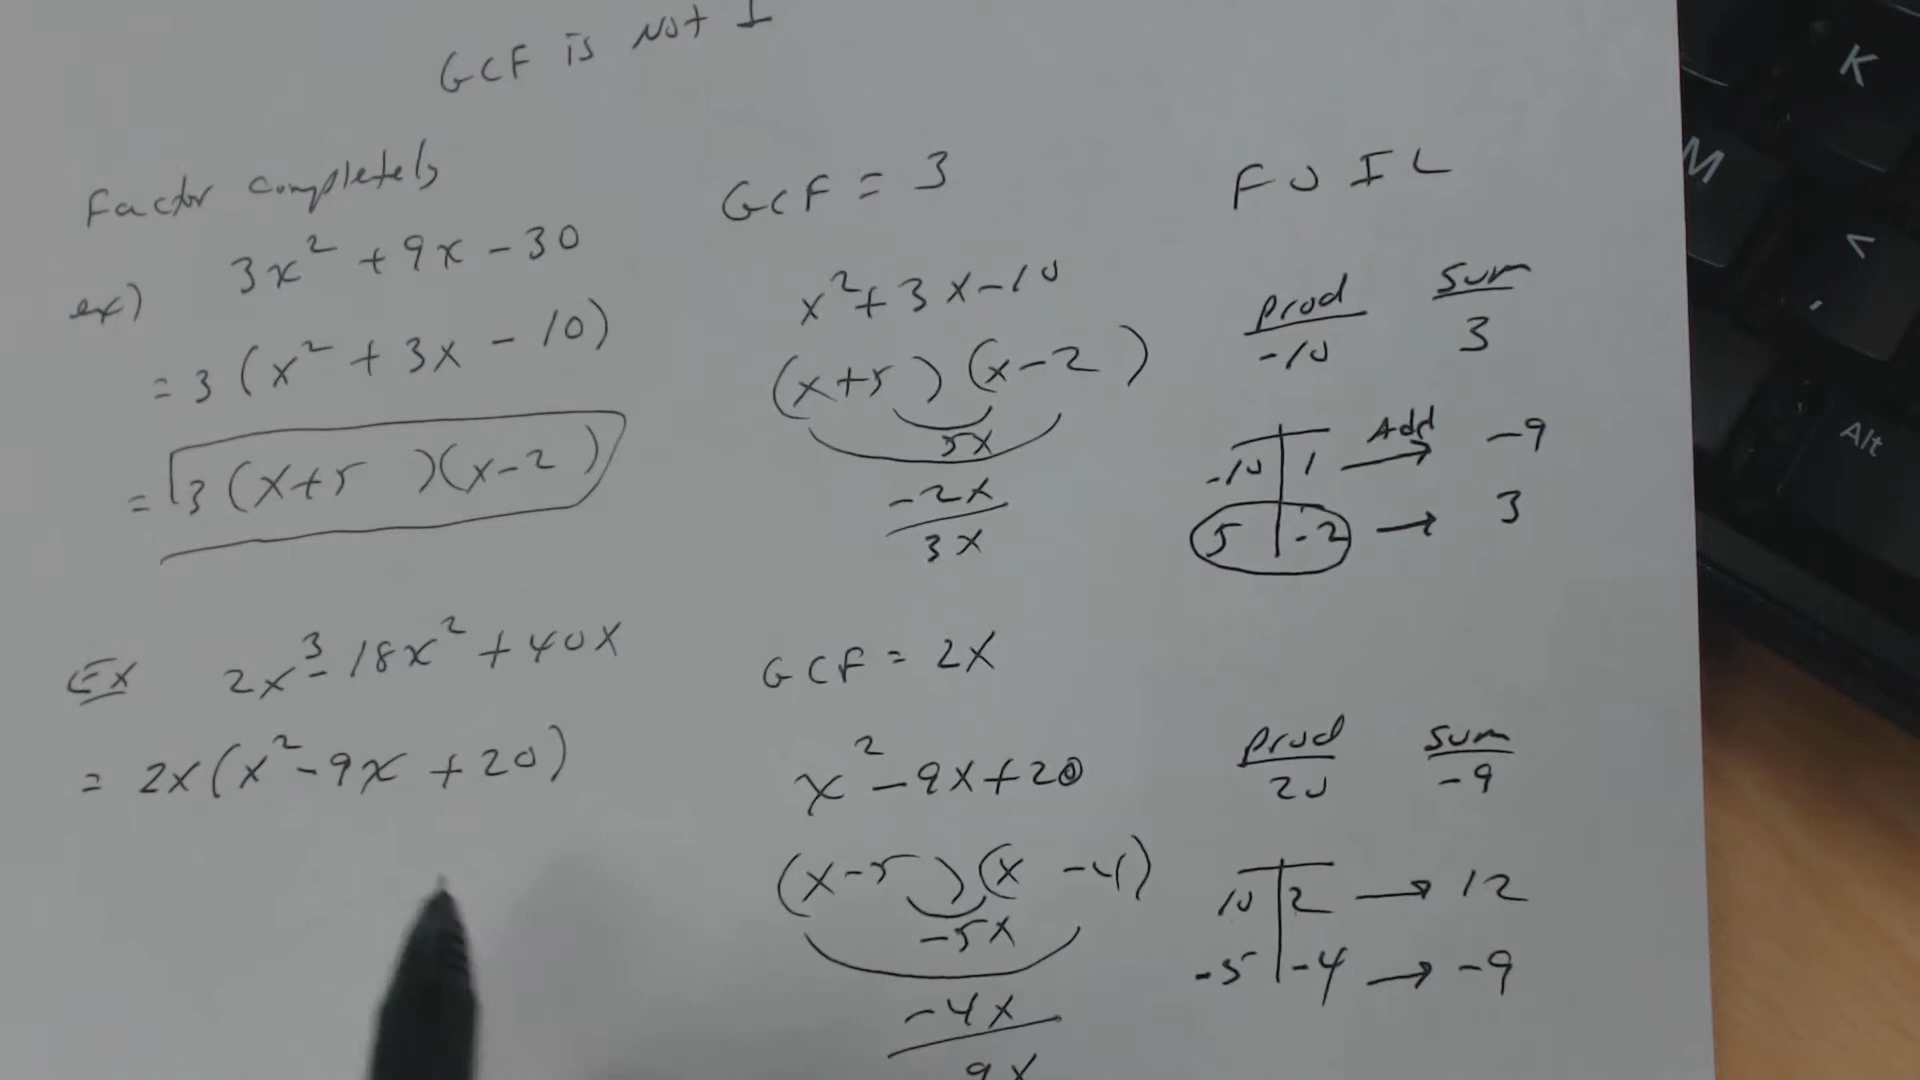 GCF is Not 1
Factor completely
ex) 3x² + 9x - 30
= 3 (x² + 3x - 10)
= 3 (x+5 )(x-2)
GCF = 3
x² + 3x - 10
(x+5 ) (x-2 )
5x
-2x
3x
F O I L
prod sum
-10 3
-10 | 1 Add → -9
5 | -2 → 3
EX 2x³ - 18x² + 40x
= 2x (x² - 9x + 20)
GCF = 2x
x² - 9x + 20
(x-5 ) (x -4)
-5x
-4x
9x
prod sum
20 -9
10 | 2 → 12
-5 | -4 → -9
K
M
<
,
Alt